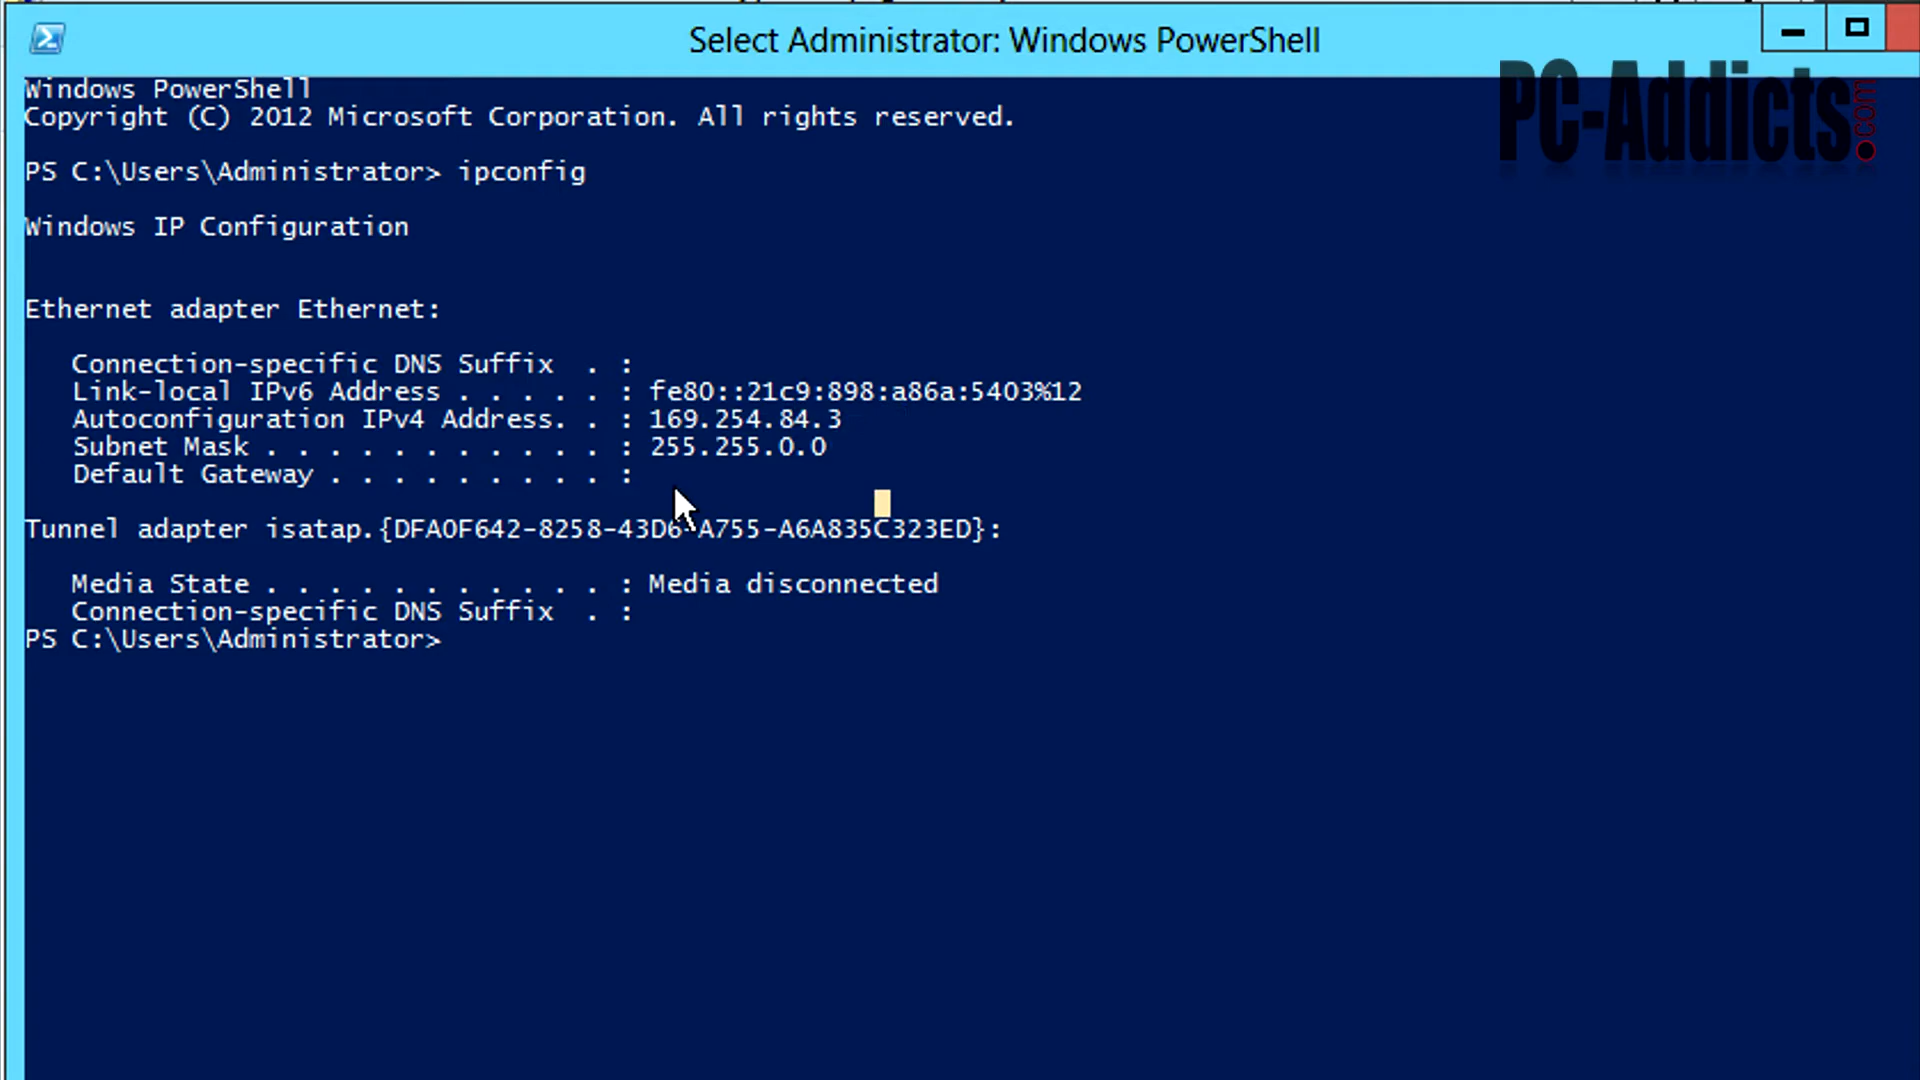 Select Administrator: Windows PowerShell
PC-Addicts.com
Windows PowerShell
Copyright (C) 2012 Microsoft Corporation. All rights reserved.
PS C:\Users\Administrator> ipconfig
Windows IP Configuration
Ethernet adapter Ethernet:
Connection-specific DNS Suffix . :
Link-local IPv6 Address . . . . . : fe80::21c9:898:a86a:5403%12
Autoconfiguration IPv4 Address. . : 169.254.84.3
Subnet Mask . . . . . . . . . . . : 255.255.0.0
Default Gateway . . . . . . . . . :
Tunnel adapter isatap.{DFA0F642-8258-43D6-A755-A6A835C323ED}:
Media State . . . . . . . . . . . : Media disconnected
Connection-specific DNS Suffix . :
PS C:\Users\Administrator>